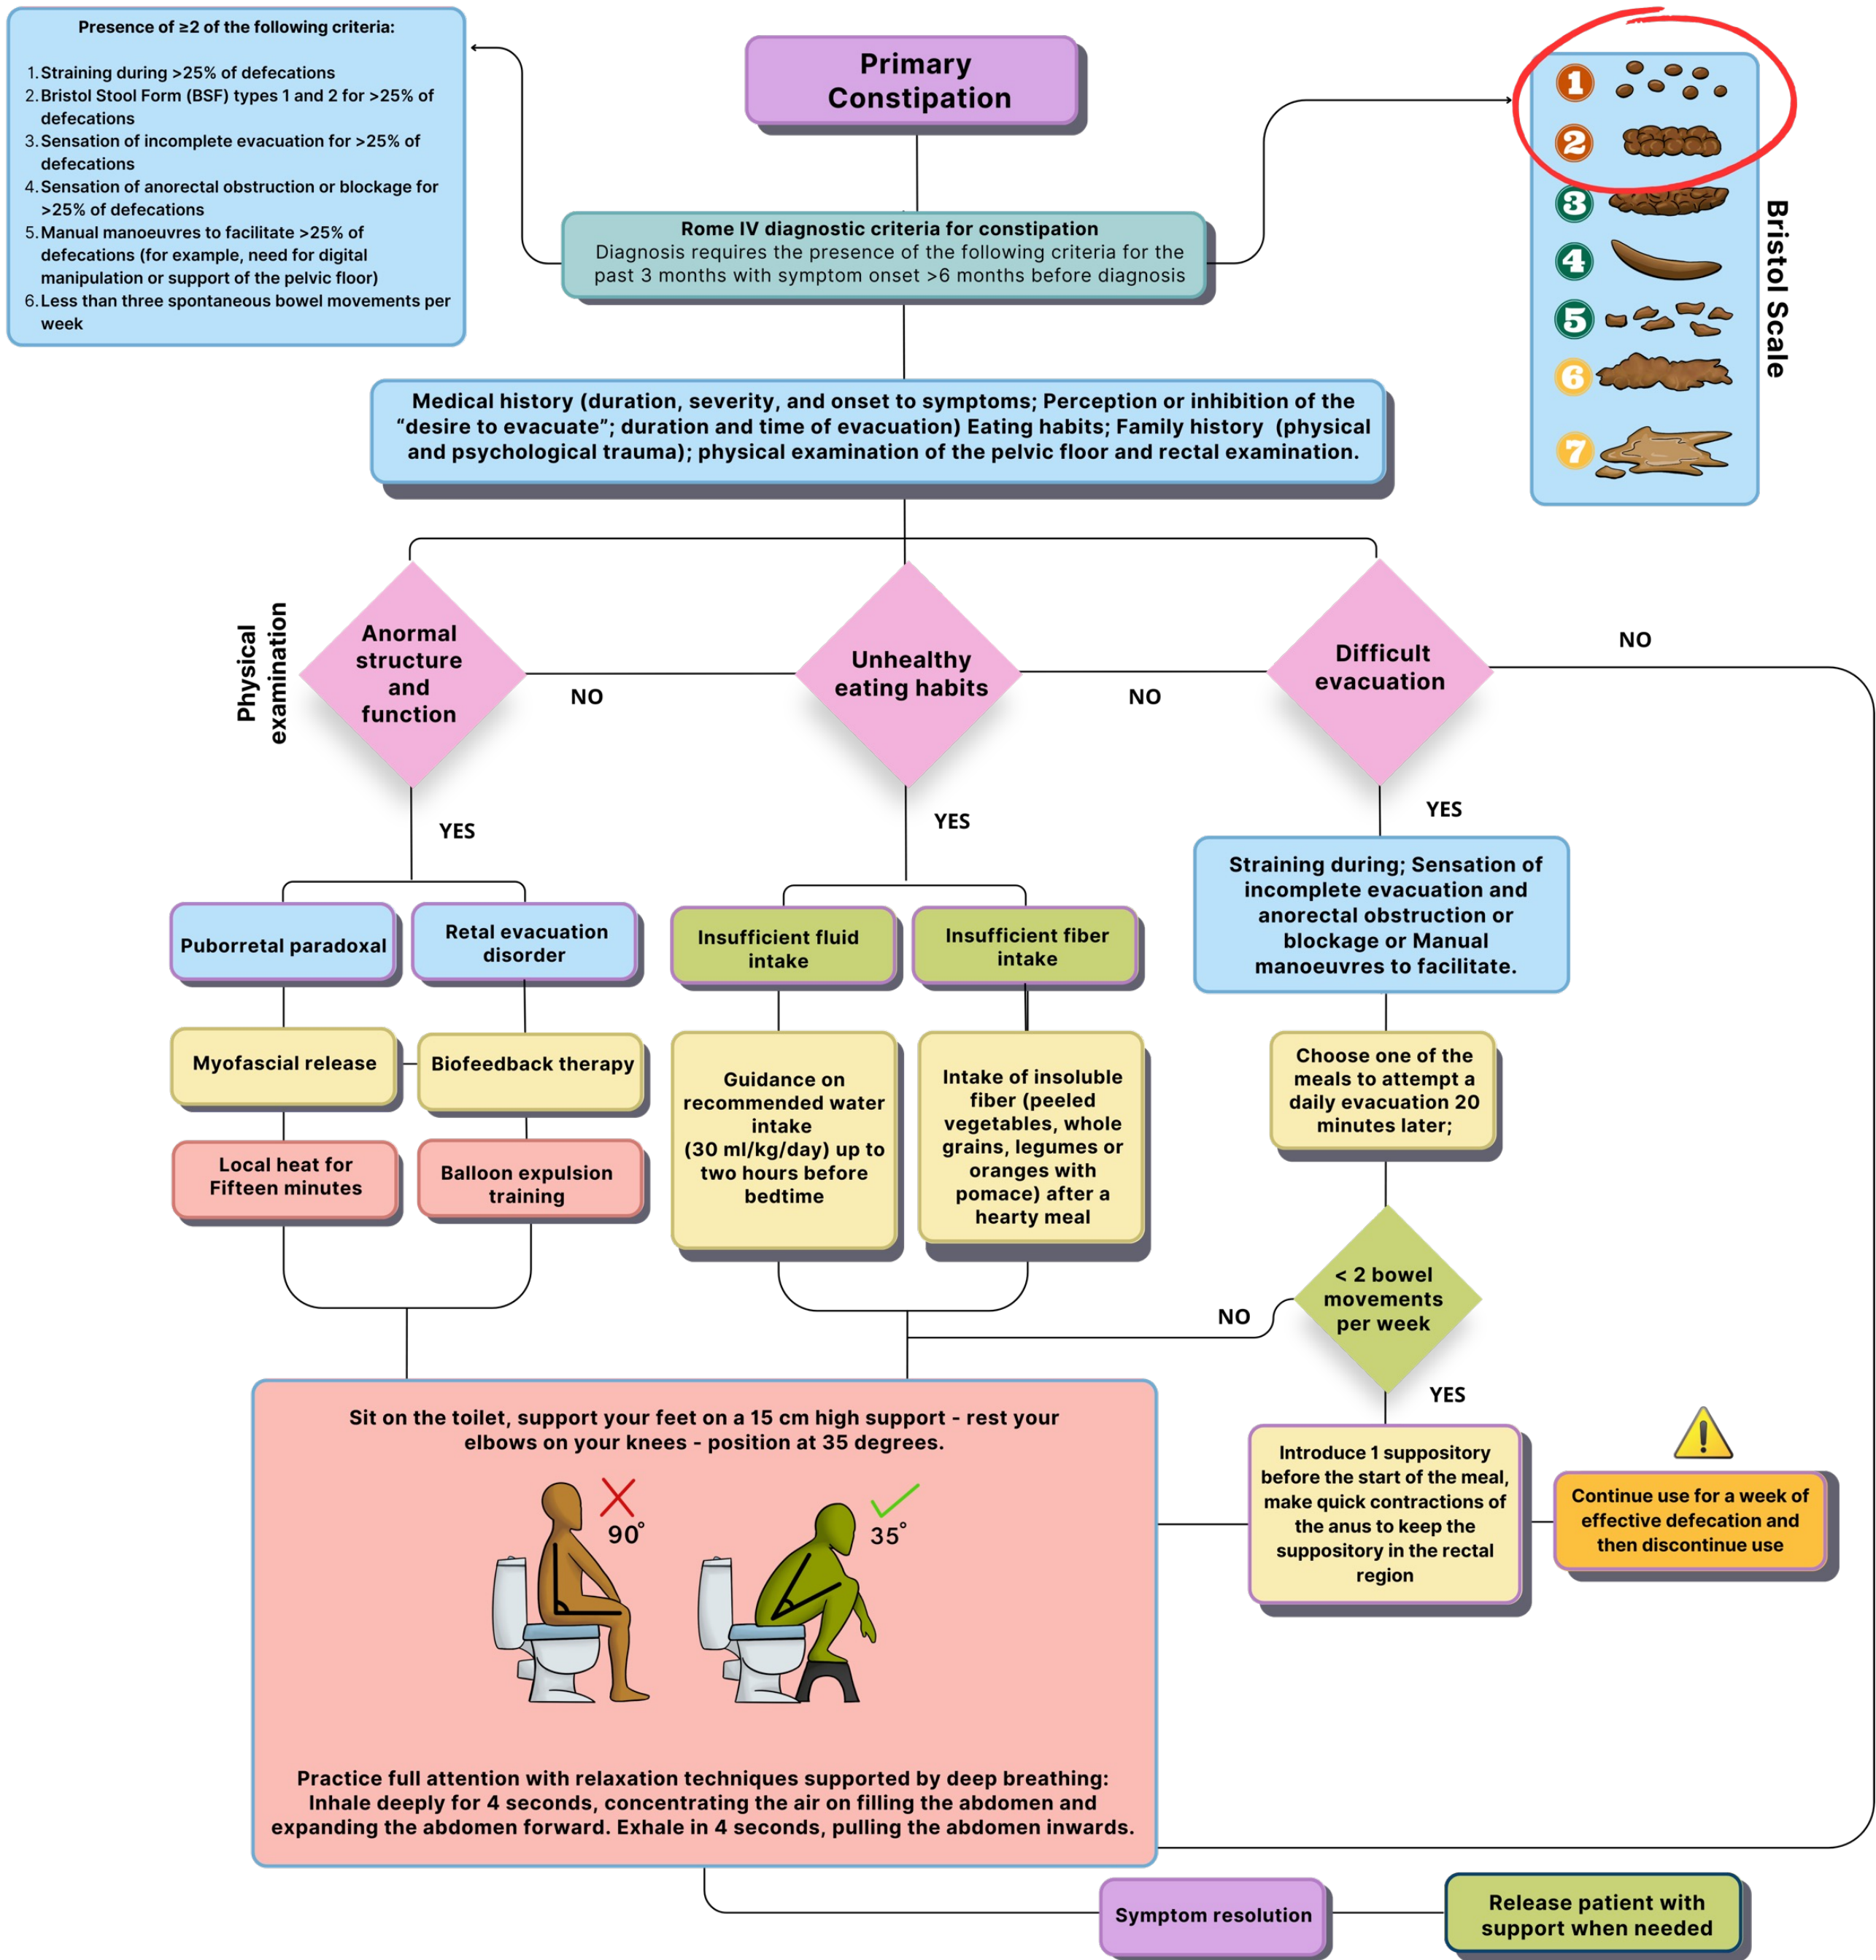 Presence of ≥2 of the following criteria:
1. Straining during >25% of defecations
2. Bristol Stool Form (BSF) types 1 and 2 for >25% of
defecations
3. Sensation of incomplete evacuation for >25% of
defecations
4. Sensation of anorectal obstruction or blockage for
>25% of defecations
5. Manual manoeuvres to facilitate >25% of
defecations (for example, need for digital
manipulation or support of the pelvic floor)
6. Less than three spontaneous bowel movements per
week
Primary
Constipation
Rome IV diagnostic criteria for constipation
Diagnosis requires the presence of the following criteria for the
past 3 months with symptom onset >6 months before diagnosis
1
2
3
4
5
6
7
Bristol Scale
Medical history (duration, severity, and onset to symptoms; Perception or inhibition of the
“desire to evacuate”; duration and time of evacuation) Eating habits; Family history (physical
and psychological trauma); physical examination of the pelvic floor and rectal examination.
Physical
examination
Anormal
structure
and
function
NO
Unhealthy
eating habits
NO
Difficult
evacuation
NO
YES
YES
YES
Puborretal paradoxal
Retal evacuation
disorder
Insufficient fluid
intake
Insufficient fiber
intake
Straining during; Sensation of
incomplete evacuation and
anorectal obstruction or
blockage or Manual
manoeuvres to facilitate.
Myofascial release
Biofeedback therapy
Local heat for
Fifteen minutes
Balloon expulsion
training
Guidance on
recommended water
intake
(30 ml/kg/day) up to
two hours before
bedtime
Intake of insoluble
fiber (peeled
vegetables, whole
grains, legumes or
oranges with
pomace) after a
hearty meal
Choose one of the
meals to attempt a
daily evacuation 20
minutes later;
< 2 bowel
movements
per week
NO
YES
Introduce 1 suppository
before the start of the meal,
make quick contractions of
the anus to keep the
suppository in the rectal
region
Continue use for a week of
effective defecation and
then discontinue use
Sit on the toilet, support your feet on a 15 cm high support - rest your
elbows on your knees - position at 35 degrees.
90°
35°
Practice full attention with relaxation techniques supported by deep breathing:
Inhale deeply for 4 seconds, concentrating the air on filling the abdomen and
expanding the abdomen forward. Exhale in 4 seconds, pulling the abdomen inwards.
Symptom resolution
Release patient with
support when needed